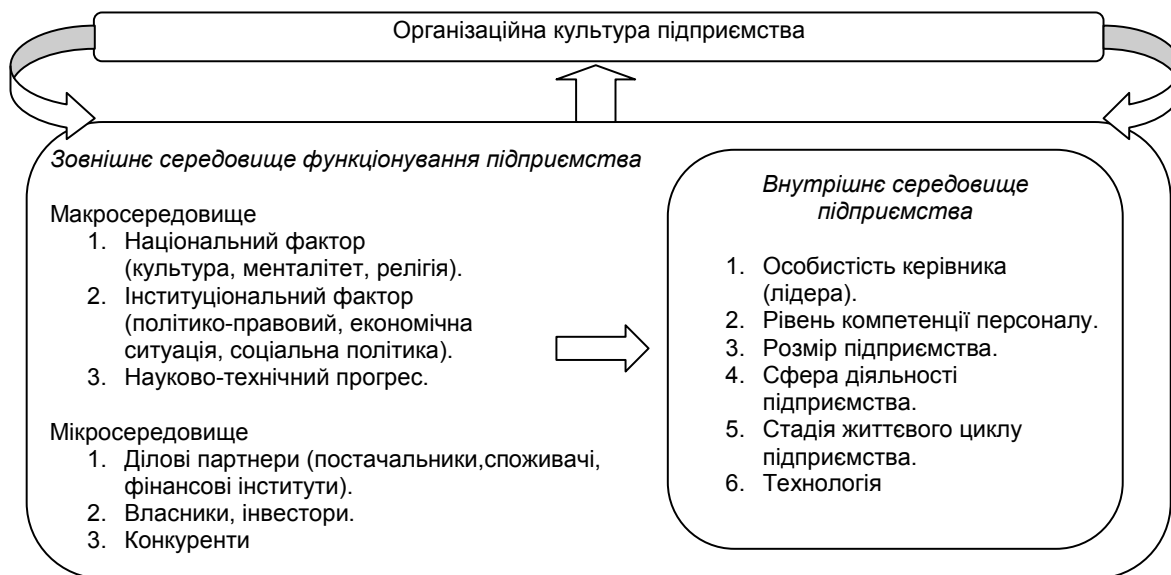 Організаційна культура підприємства
Зовнішнє середовище функціонування підприємства
Макросередовище
1. Національний фактор
(культура, менталітет, релігія).
2. Інституціональний фактор
(політико-правовий, економічна
ситуація, соціальна політика).
3. Науково-технічний прогрес.
Мікросередовище
1. Ділові партнери (постачальники,споживачі,
фінансові інститути).
2. Власники, інвестори.
3. Конкуренти
Внутрішнє середовище
підприємства
1. Особистість керівника
(лідера).
2. Рівень компетенції персоналу.
3. Розмір підприємства.
4. Сфера діяльності
підприємства.
5. Стадія життєвого циклу
підприємства.
6. Технологія